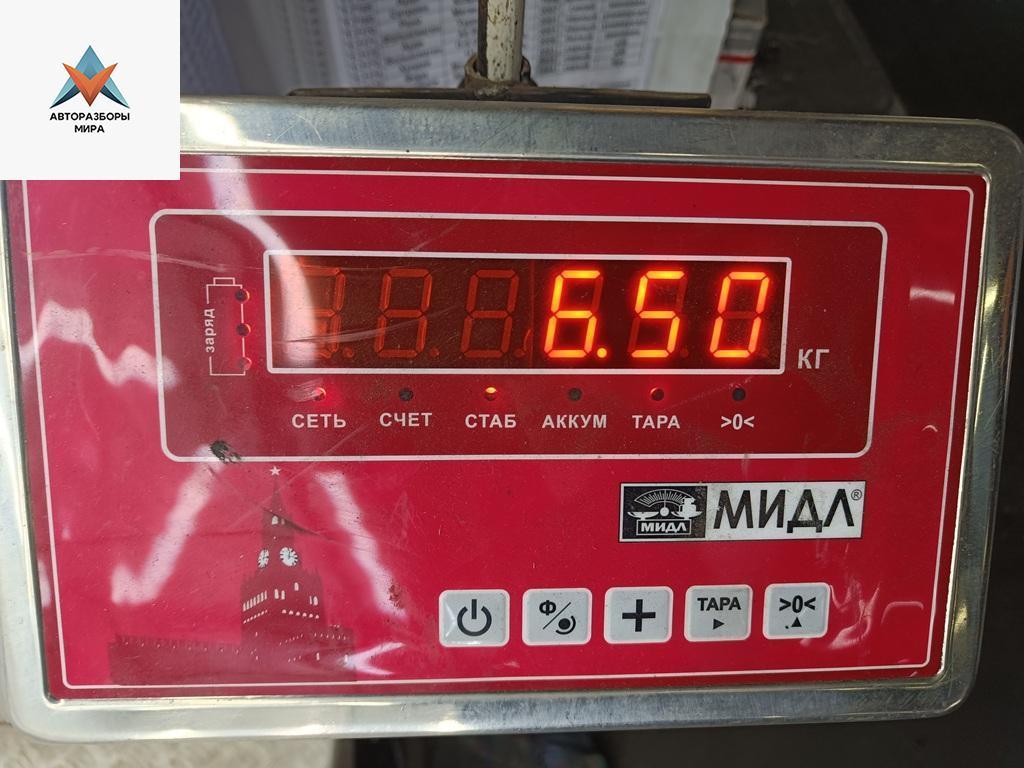 АВТОРАЗБОРЫ
МИРА
заряд
6.50
КГ
СЕТЬ СЧЕТ СТАБ АККУМ ТАРА >0<
МИДЛ МИДЛ®
Ф ТАРА >0<